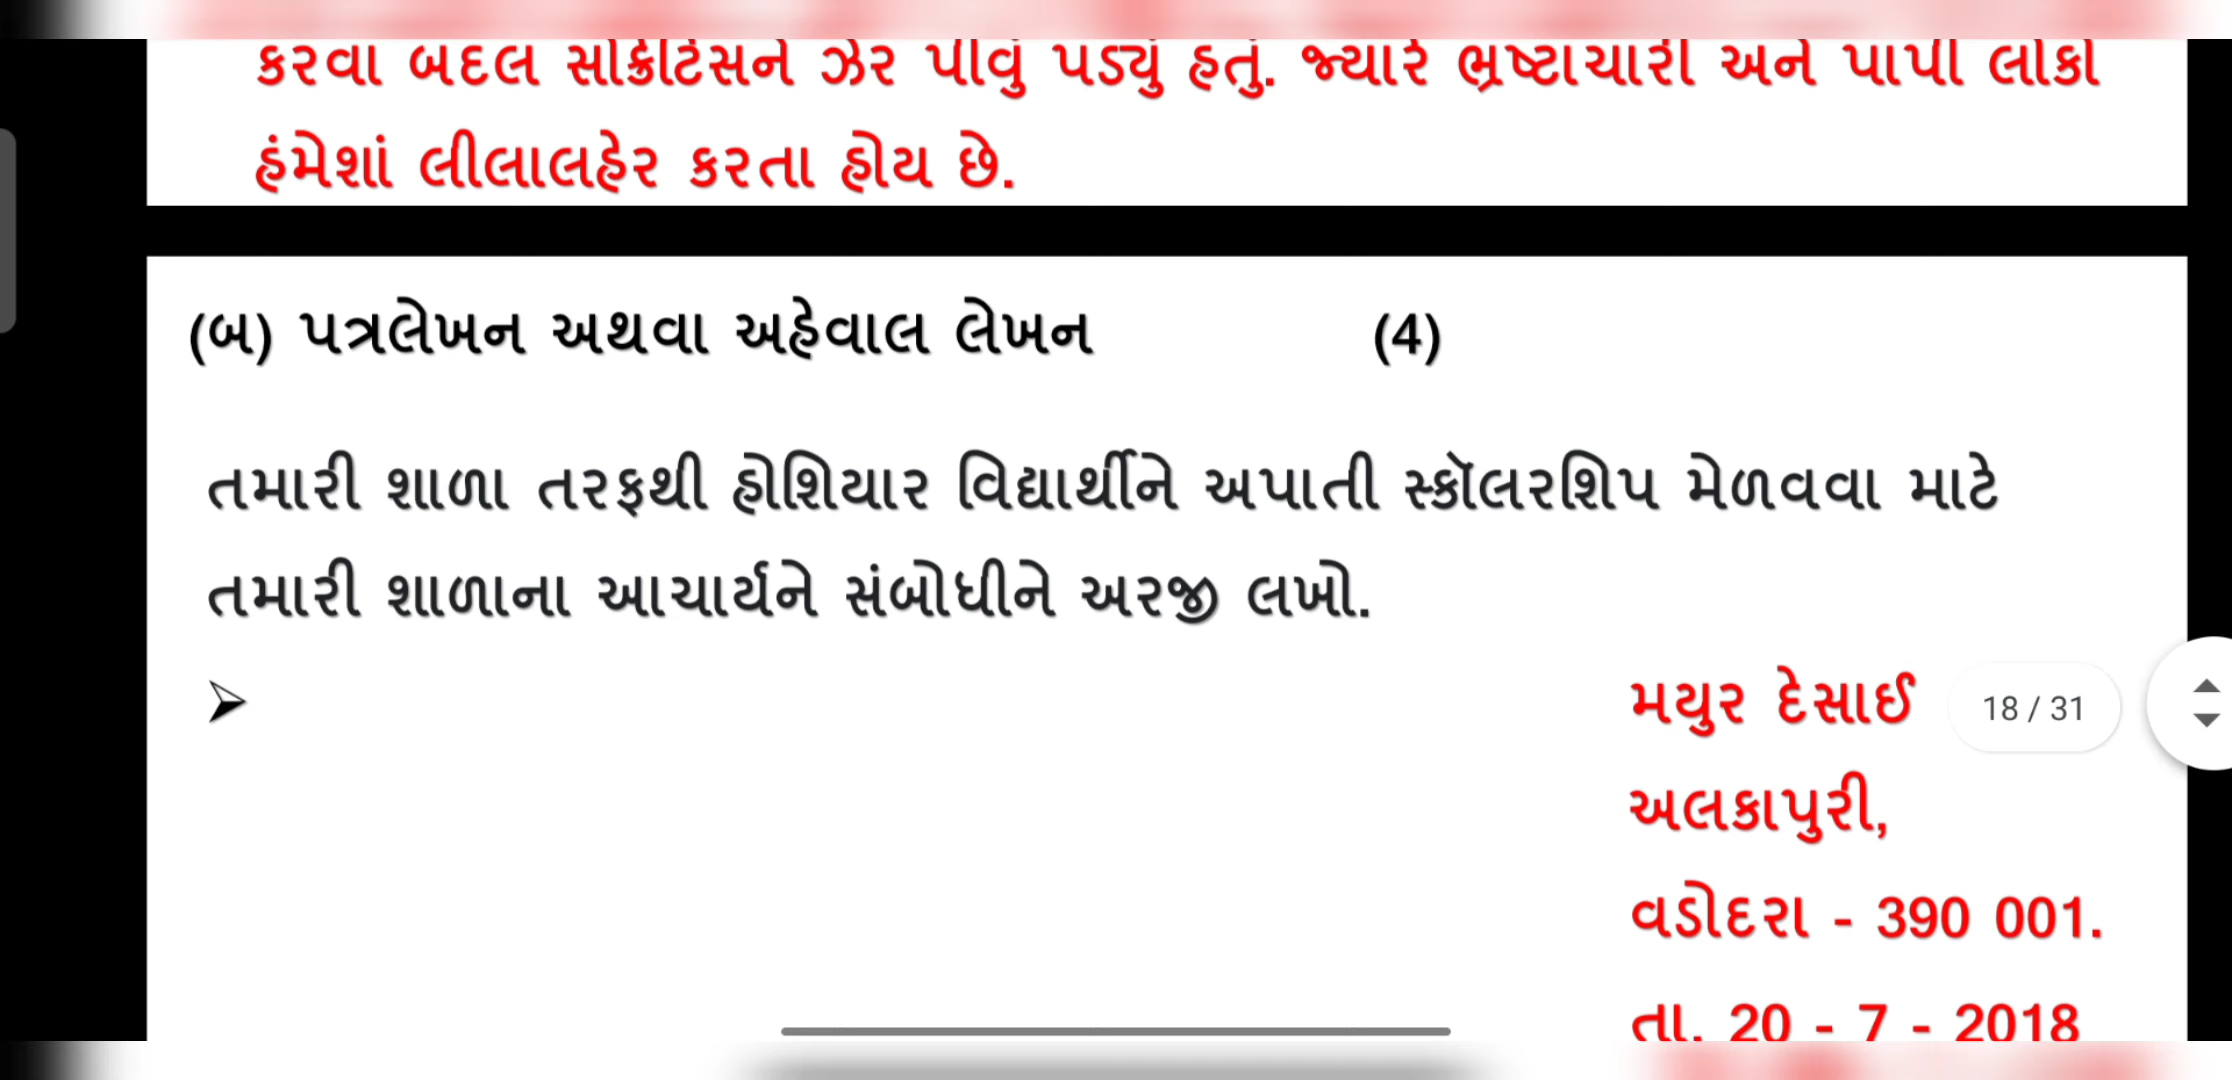 કરવા બદલ સોક્રેટિસને ઝેર પીવું પડ્યું હતું. જ્યારે ભ્રષ્ટાચારી અને પાપી લોકો
હંમેશાં લીલાલહેર કરતા હોય છે.
(બ) પત્રલેખન અથવા અહેવાલ લેખન (4)
તમારી શાળા તરફથી હોશિયાર વિદ્યાર્થીને અપાતી સ્કૉલરશિપ મેળવવા માટે
તમારી શાળાના આચાર્યને સંબોધીને અરજી લખો.
➢ મયુર દેસાઈ
18 / 31
અલકાપુરી,
વડોદરા - 390 001.
તા. 20 - 7 - 2018